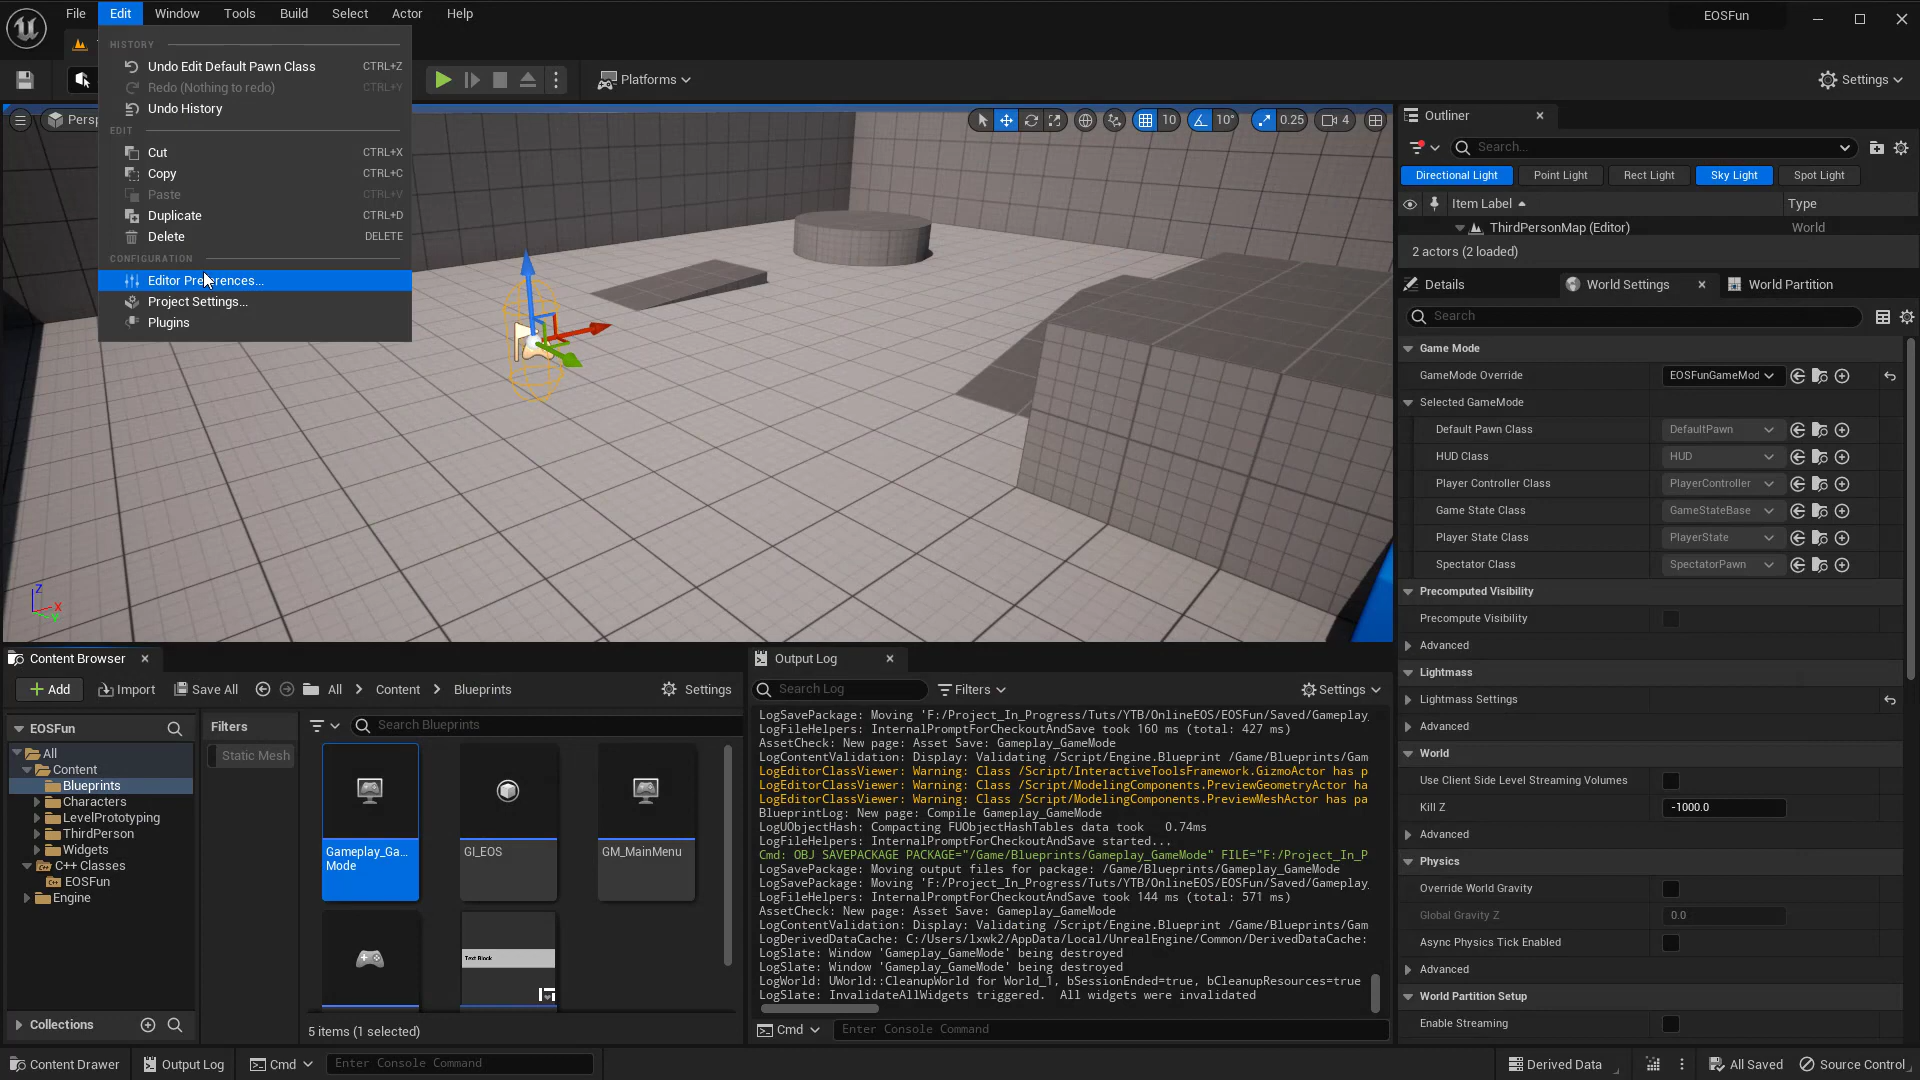 File Edit Window Tools Build Select Actor Help
EOSFun
HISTORY
Undo Edit Default Pawn Class CTRL+Z
Redo (Nothing to redo) CTRL+Y
Undo History
EDIT
Cut CTRL+X
Copy CTRL+C
Paste CTRL+V
Duplicate CTRL+D
Delete DELETE
CONFIGURATION
Editor Preferences...
Project Settings...
Plugins
Platforms
Settings
Persp
10 10° 0.25 4
Z
X
Y
Outliner
Search...
Directional Light Point Light Rect Light Sky Light Spot Light
Item Label Type
ThirdPersonMap (Editor) World
2 actors (2 loaded)
Details World Settings World Partition
Search
Game Mode
GameMode Override EOSFunGameMod
Selected GameMode
Default Pawn Class DefaultPawn
HUD Class HUD
Player Controller Class PlayerController
Game State Class GameStateBase
Player State Class PlayerState
Spectator Class SpectatorPawn
Precomputed Visibility
Precompute Visibility
Advanced
Lightmass
Lightmass Settings
Advanced
World
Use Client Side Level Streaming Volumes
Kill Z -1000.0
Advanced
Physics
Override World Gravity
Global Gravity Z 0.0
Async Physics Tick Enabled
Advanced
World Partition Setup
Enable Streaming
Content Browser
Add Import Save All All Content Blueprints Settings
EOSFun
All
Content
Blueprints
Characters
LevelPrototyping
ThirdPerson
Widgets
C++ Classes
EOSFun
Engine
Collections
Filters
Static Mesh
Search Blueprints
Gameplay_Ga...
Mode
GI_EOS
GM_MainMenu
Text Block
5 items (1 selected)
Output Log
Search Log Filters Settings
LogSavePackage: Moving 'F:/Project_In_Progress/Tuts/YTB/OnlineEOS/EOSFun/Saved/Gameplay_
LogFileHelpers: InternalPromptForCheckoutAndSave took 160 ms (total: 427 ms)
AssetCheck: New page: Asset Save: Gameplay_GameMode
LogContentValidation: Display: Validating /Script/Engine.Blueprint /Game/Blueprints/Gam
LogEditorClassViewer: Warning: Class /Script/InteractiveToolsFramework.GizmoActor has p
LogEditorClassViewer: Warning: Class /Script/ModelingComponents.PreviewGeometryActor ha
LogEditorClassViewer: Warning: Class /Script/ModelingComponents.PreviewMeshActor has pa
BlueprintLog: New page: Compile Gameplay_GameMode
LogUObjectHash: Compacting FUObjectHashTables data took 0.74ms
LogFileHelpers: InternalPromptForCheckoutAndSave started...
Cmd: OBJ SAVEPACKAGE PACKAGE="/Game/Blueprints/Gameplay_GameMode" FILE="F:/Project_In_P
LogSavePackage: Moving output files for package: /Game/Blueprints/Gameplay_GameMode
LogSavePackage: Moving 'F:/Project_In_Progress/Tuts/YTB/OnlineEOS/EOSFun/Saved/Gameplay_
LogFileHelpers: InternalPromptForCheckoutAndSave took 144 ms (total: 571 ms)
AssetCheck: New page: Asset Save: Gameplay_GameMode
LogContentValidation: Display: Validating /Script/Engine.Blueprint /Game/Blueprints/Gam
LogDerivedDataCache: C:/Users/lxwk2/AppData/Local/UnrealEngine/Common/DerivedDataCache:
LogSlate: Window 'Gameplay_GameMode' being destroyed
LogSlate: Window 'Gameplay_GameMode' being destroyed
LogWorld: UWorld::CleanupWorld for World_1, bSessionEnded=true, bCleanupResources=true
LogSlate: InvalidateAllWidgets triggered. All widgets were invalidated
Cmd Enter Console Command
Content Drawer Output Log Cmd Enter Console Command Derived Data All Saved Source Control